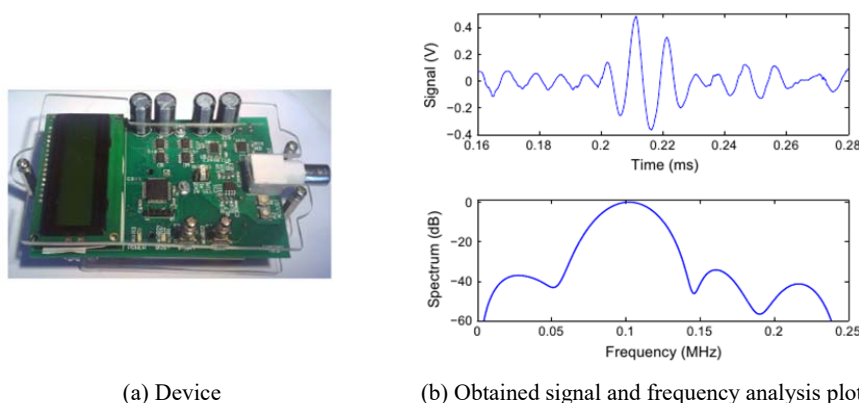 0.4
0.2
0
−0.2
−0.4
Signal (V)
0.16 0.18 0.2 0.22 0.24 0.26 0.28
Time (ms)
0
−20
−40
−60
Spectrum (dB)
0 0.05 0.1 0.15 0.2 0.25
Frequency (MHz)
(a) Device
(b) Obtained signal and frequency analysis plot